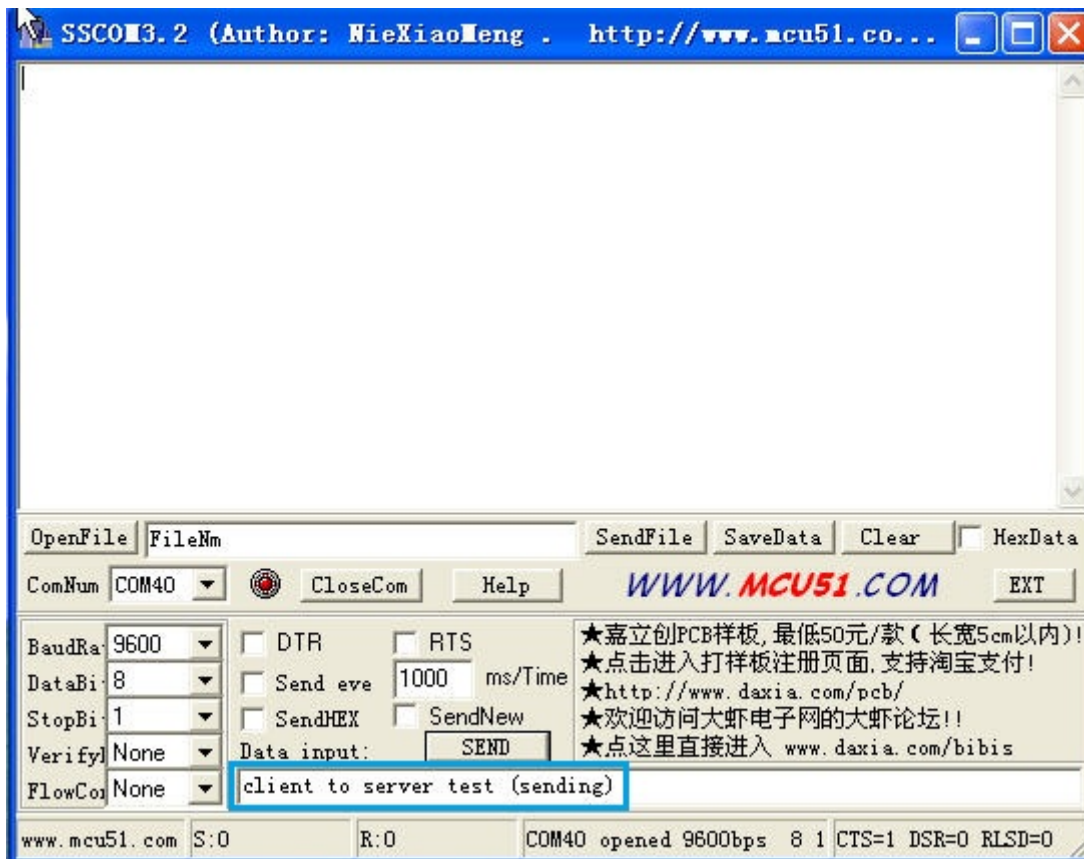 SSCOM3.2 (Author: NieXiaoMeng .  http://www.mcu51.co...
OpenFile FileNm SendFile SaveData Clear HexData
ComNum COM40 CloseCom Help WWW.MCU51.COM EXT
BaudRa 9600 DTR RTS
DataBi 8 Send eve 1000 ms/Time
StopBi 1 SendHEX SendNew
Verify None Data input: SEND
FlowCo None client to server test (sending)
★嘉立创PCB样板,最低50元/款(长宽5cm以内)!
★点击进入打样板注册页面,支持淘宝支付!
★http://www.daxia.com/pcb/
★欢迎访问大虾电子网的大虾论坛!!
★点这里直接进入 www.daxia.com/bibis
www.mcu51.com S:0 R:0 COM40 opened 9600bps 8 1 CTS=1 DSR=0 RLSD=0